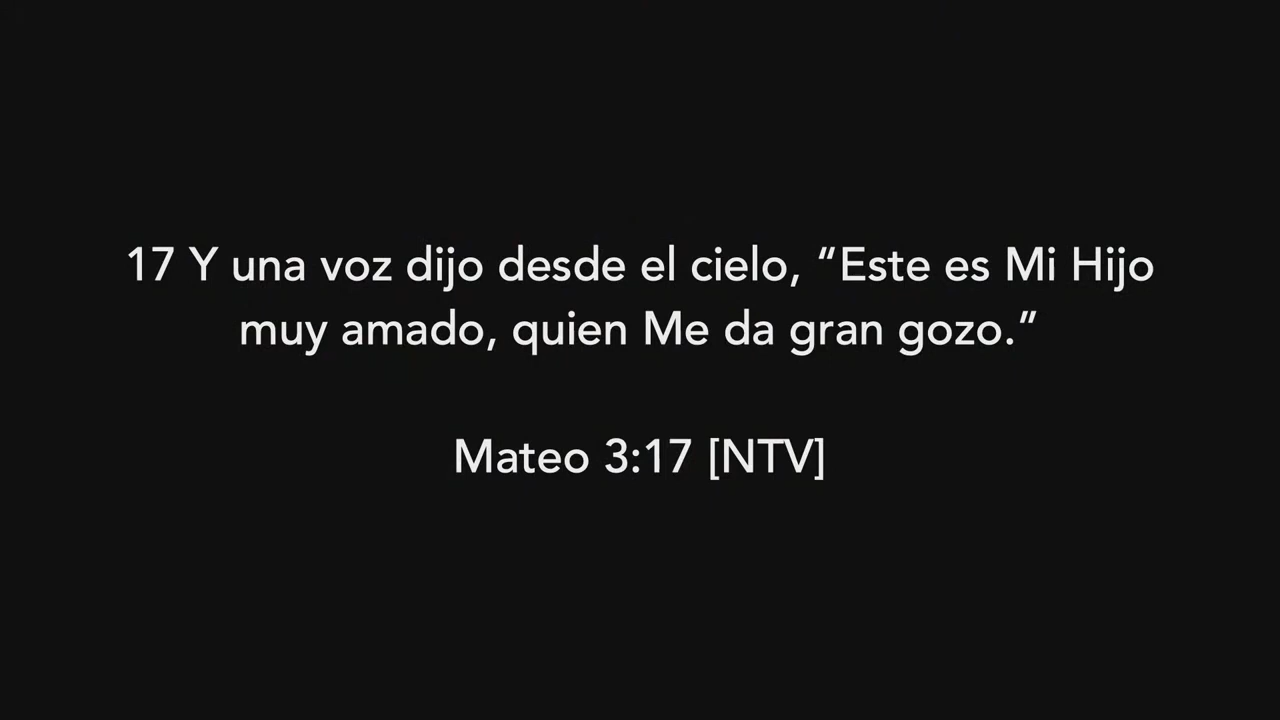 17 Y una voz dijo desde el cielo, “Este es Mi Hijo
muy amado, quien Me da gran gozo.”
Mateo 3:17 [NTV]